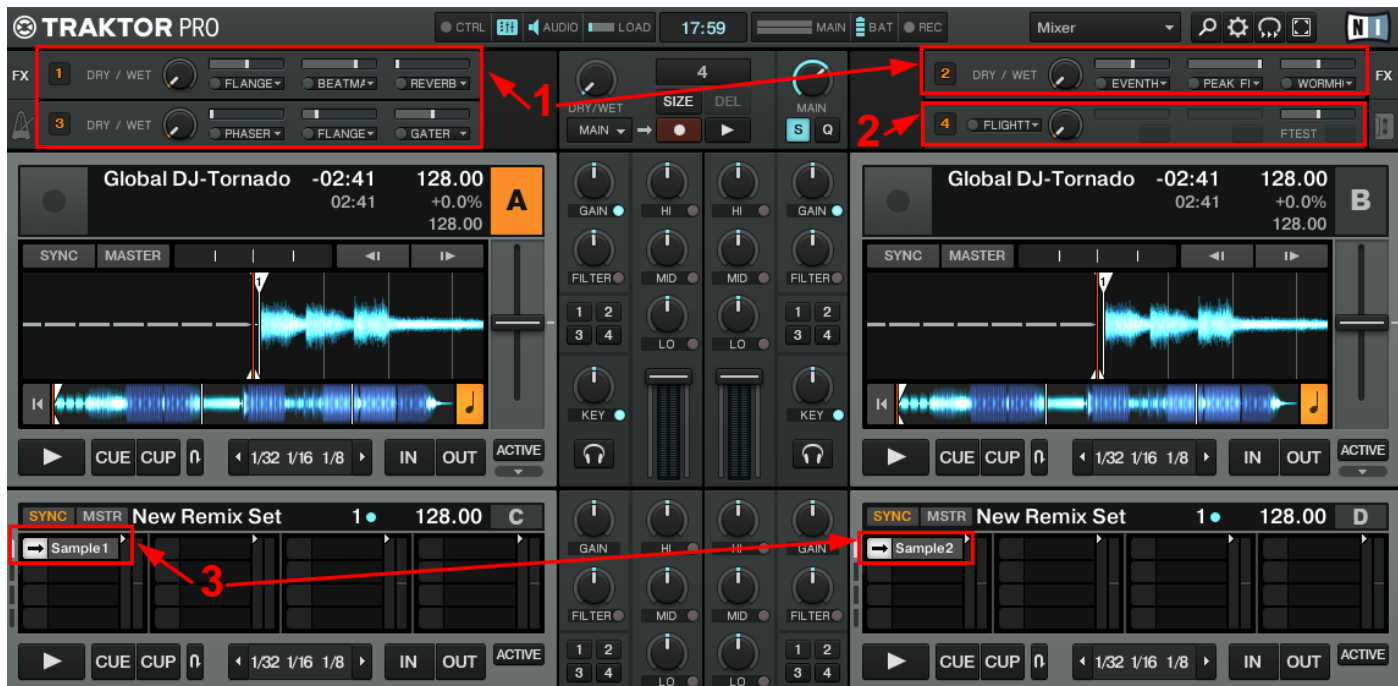 TRAKTOR PRO CTRL AUDIO LOAD 17:59 MAIN BAT REC Mixer NI
FX 1 DRY / WET FLANGE BEATMA REVERB
3 DRY / WET PHASER FLANGE GATER
1
DRY/WET 4 MAIN
SIZE DEL
MAIN S Q
2 DRY / WET EVENTH PEAK FI WORMH FX
2
4 FLIGHTT FTEST
Global DJ-Tornado -02:41 128.00 A
02:41 +0.0%
128.00
SYNC MASTER
1
CUE CUP 1/32 1/16 1/8 IN OUT ACTIVE
GAIN HI HI GAIN
FILTER MID MID FILTER
1 2 1 2
3 4 LO LO 3 4
KEY KEY
Global DJ-Tornado -02:41 128.00 B
02:41 +0.0%
128.00
SYNC MASTER
1
CUE CUP 1/32 1/16 1/8 IN OUT ACTIVE
SYNC MSTR New Remix Set 1 128.00 C
Sample1
3
CUE CUP 1/32 1/16 1/8 IN OUT ACTIVE
GAIN HI HI GAIN
FILTER MID MID FILTER
1 2 1 2
3 4 LO LO 3 4
SYNC MSTR New Remix Set 1 128.00 D
Sample2
CUE CUP 1/32 1/16 1/8 IN OUT ACTIVE